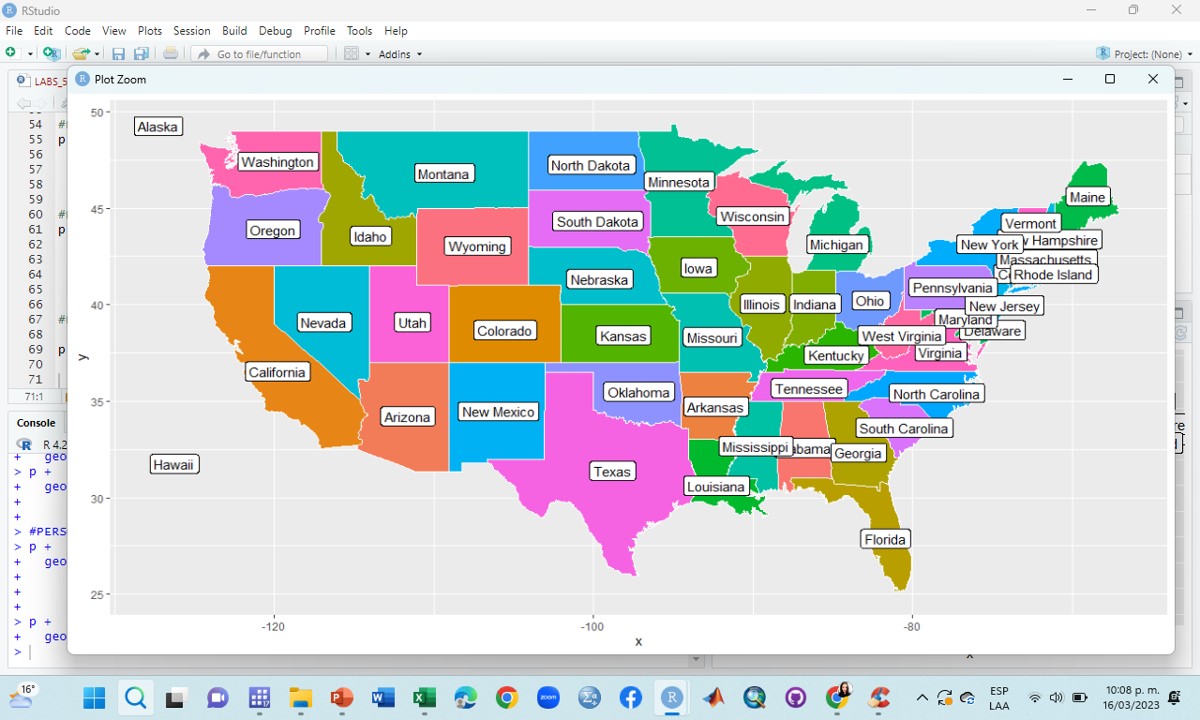 RStudio
File Edit Code View Plots Session Build Debug Profile Tools Help
Go to file/function
Addins
Project: (None)
LABS_5
Plot Zoom
54 #
55 p
56
57
58
59
60 #
61 p
62
63
64
65
66
67 #
68
69 p
70
71
71:1
Console
R 4.2
+ geo
> p +
+ geo
+
+
> #PERS
> p +
+ geo
+
+
+
> p +
+ geo
>
50
45
40
35
30
25
y
-120
-100
-80
x
Alaska
Washington
Montana
North Dakota
Minnesota
Maine
Oregon
Idaho
Wyoming
South Dakota
Wisconsin
Michigan
Vermont
New York
w Hampshire
Massachusetts
Rhode Island
Nevada
Utah
Colorado
Nebraska
Iowa
Illinois
Indiana
Ohio
Pennsylvania
New Jersey
Maryland
Delaware
California
Kansas
Missouri
Kentucky
West Virginia
Virginia
Arizona
New Mexico
Oklahoma
Arkansas
Tennessee
North Carolina
South Carolina
Hawaii
Texas
Louisiana
Mississippi
abama
Georgia
Florida
x
16°
zoom
ESP
LAA
10:08 p. m.
16/03/2023